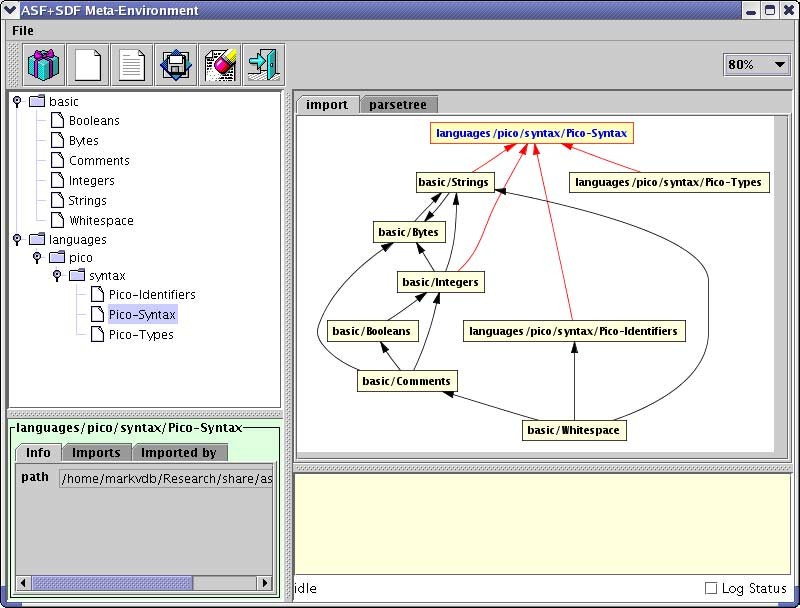 ASF+SDF Meta-Environment
File
80%
basic
Booleans
Bytes
Comments
Integers
Strings
Whitespace
languages
pico
syntax
Pico-Identifiers
Pico-Syntax
Pico-Types
languages/pico/syntax/Pico-Syntax
Info Imports Imported by
path /home/markvdb/Research/share/as
import parsetree
languages/pico/syntax/Pico-Syntax
basic/Strings languages/pico/syntax/Pico-Types
basic/Bytes
basic/Integers
basic/Booleans languages/pico/syntax/Pico-Identifiers
basic/Comments
basic/Whitespace
idle Log Status